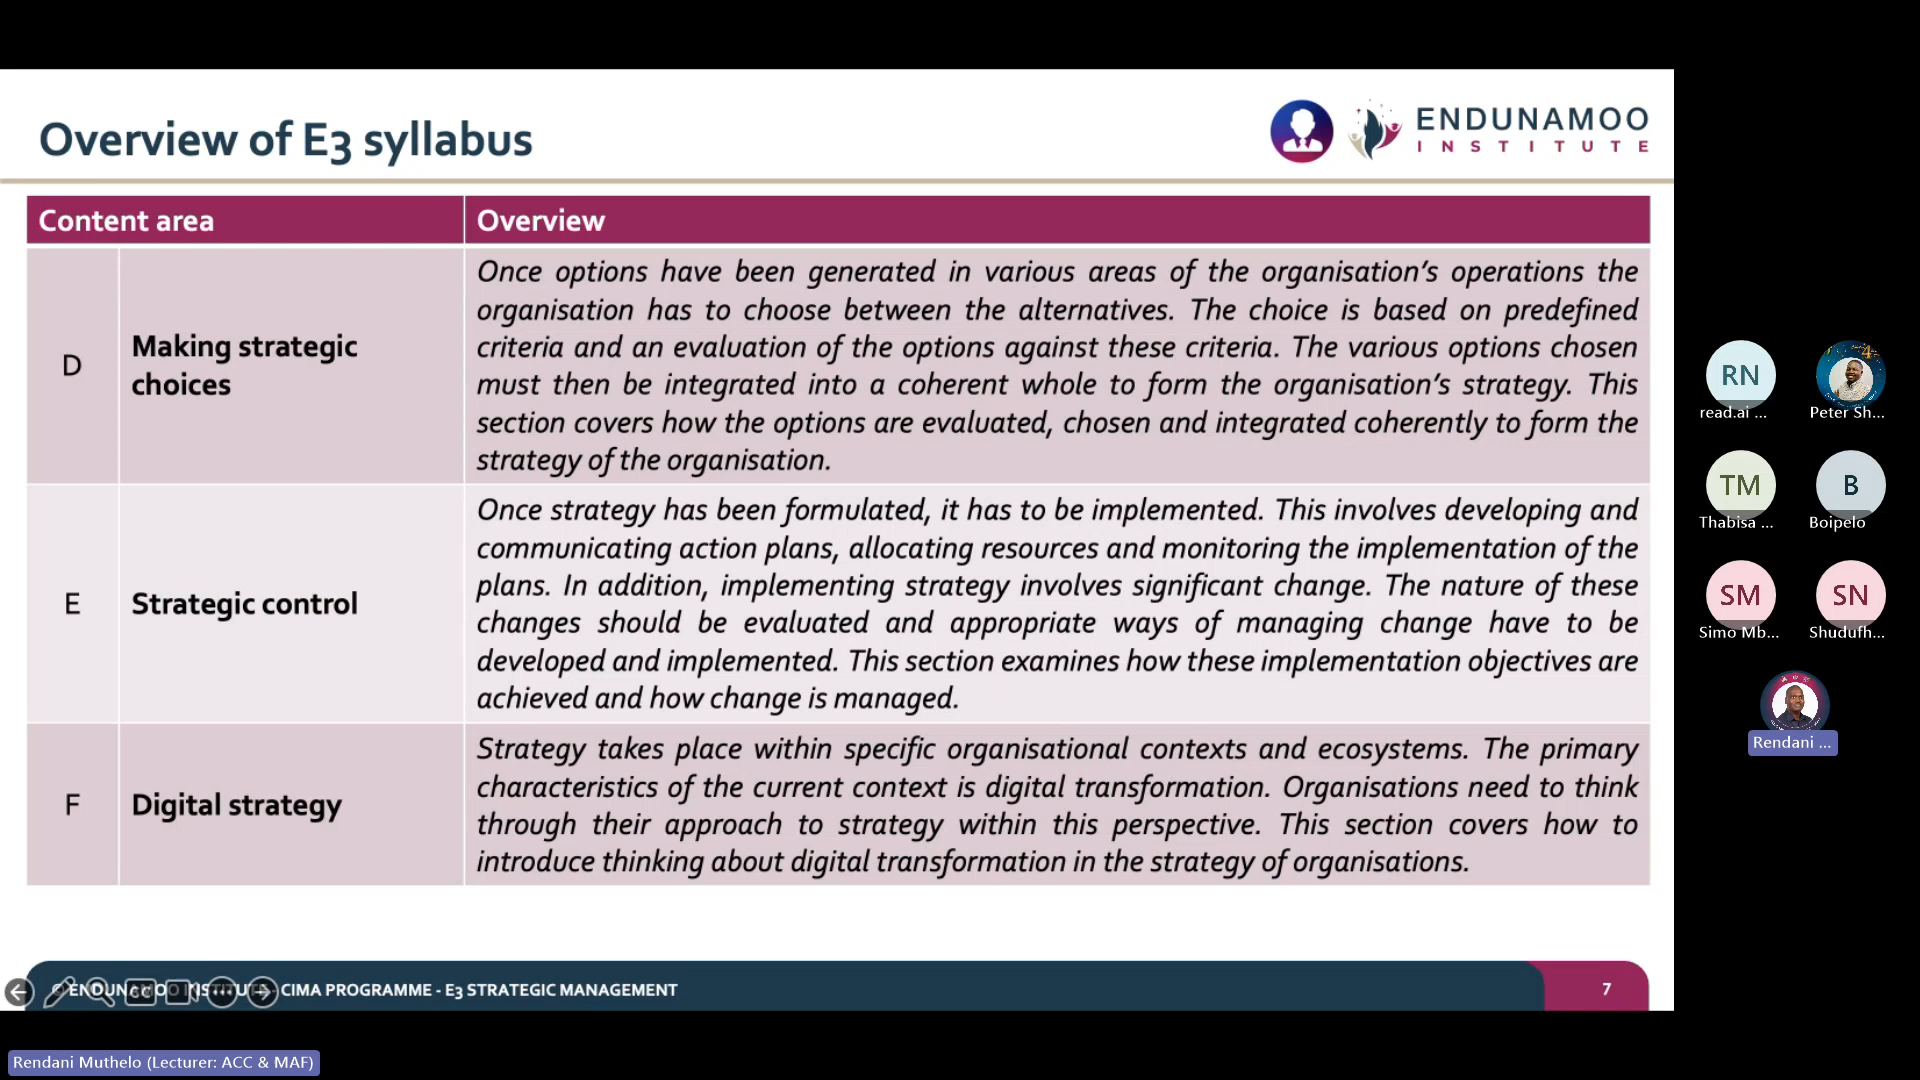 Overview of E3 syllabus
ENDUNAMOO
INSTITUTE
Content area
Overview
D
Making strategic
choices
Once options have been generated in various areas of the organisation's operations the
organisation has to choose between the alternatives. The choice is based on predefined
criteria and an evaluation of the options against these criteria. The various options chosen
must then be integrated into a coherent whole to form the organisation's strategy. This
section covers how the options are evaluated, chosen and integrated coherently to form the
strategy of the organisation.
E
Strategic control
Once strategy has been formulated, it has to be implemented. This involves developing and
communicating action plans, allocating resources and monitoring the implementation of the
plans. In addition, implementing strategy involves significant change. The nature of these
changes should be evaluated and appropriate ways of managing change have to be
developed and implemented. This section examines how these implementation objectives are
achieved and how change is managed.
F
Digital strategy
Strategy takes place within specific organisational contexts and ecosystems. The primary
characteristics of the current context is digital transformation. Organisations need to think
through their approach to strategy within this perspective. This section covers how to
introduce thinking about digital transformation in the strategy of organisations.
© ENDUNAMOO INSTITUTE - CIMA PROGRAMME - E3 STRATEGIC MANAGEMENT
7
RN
read.ai ...
Peter Sh...
TM
Thabisa ...
B
Boipelo
SM
Simo Mb...
SN
Shudufh...
Rendani ...
Rendani Muthelo (Lecturer: ACC & MAF)